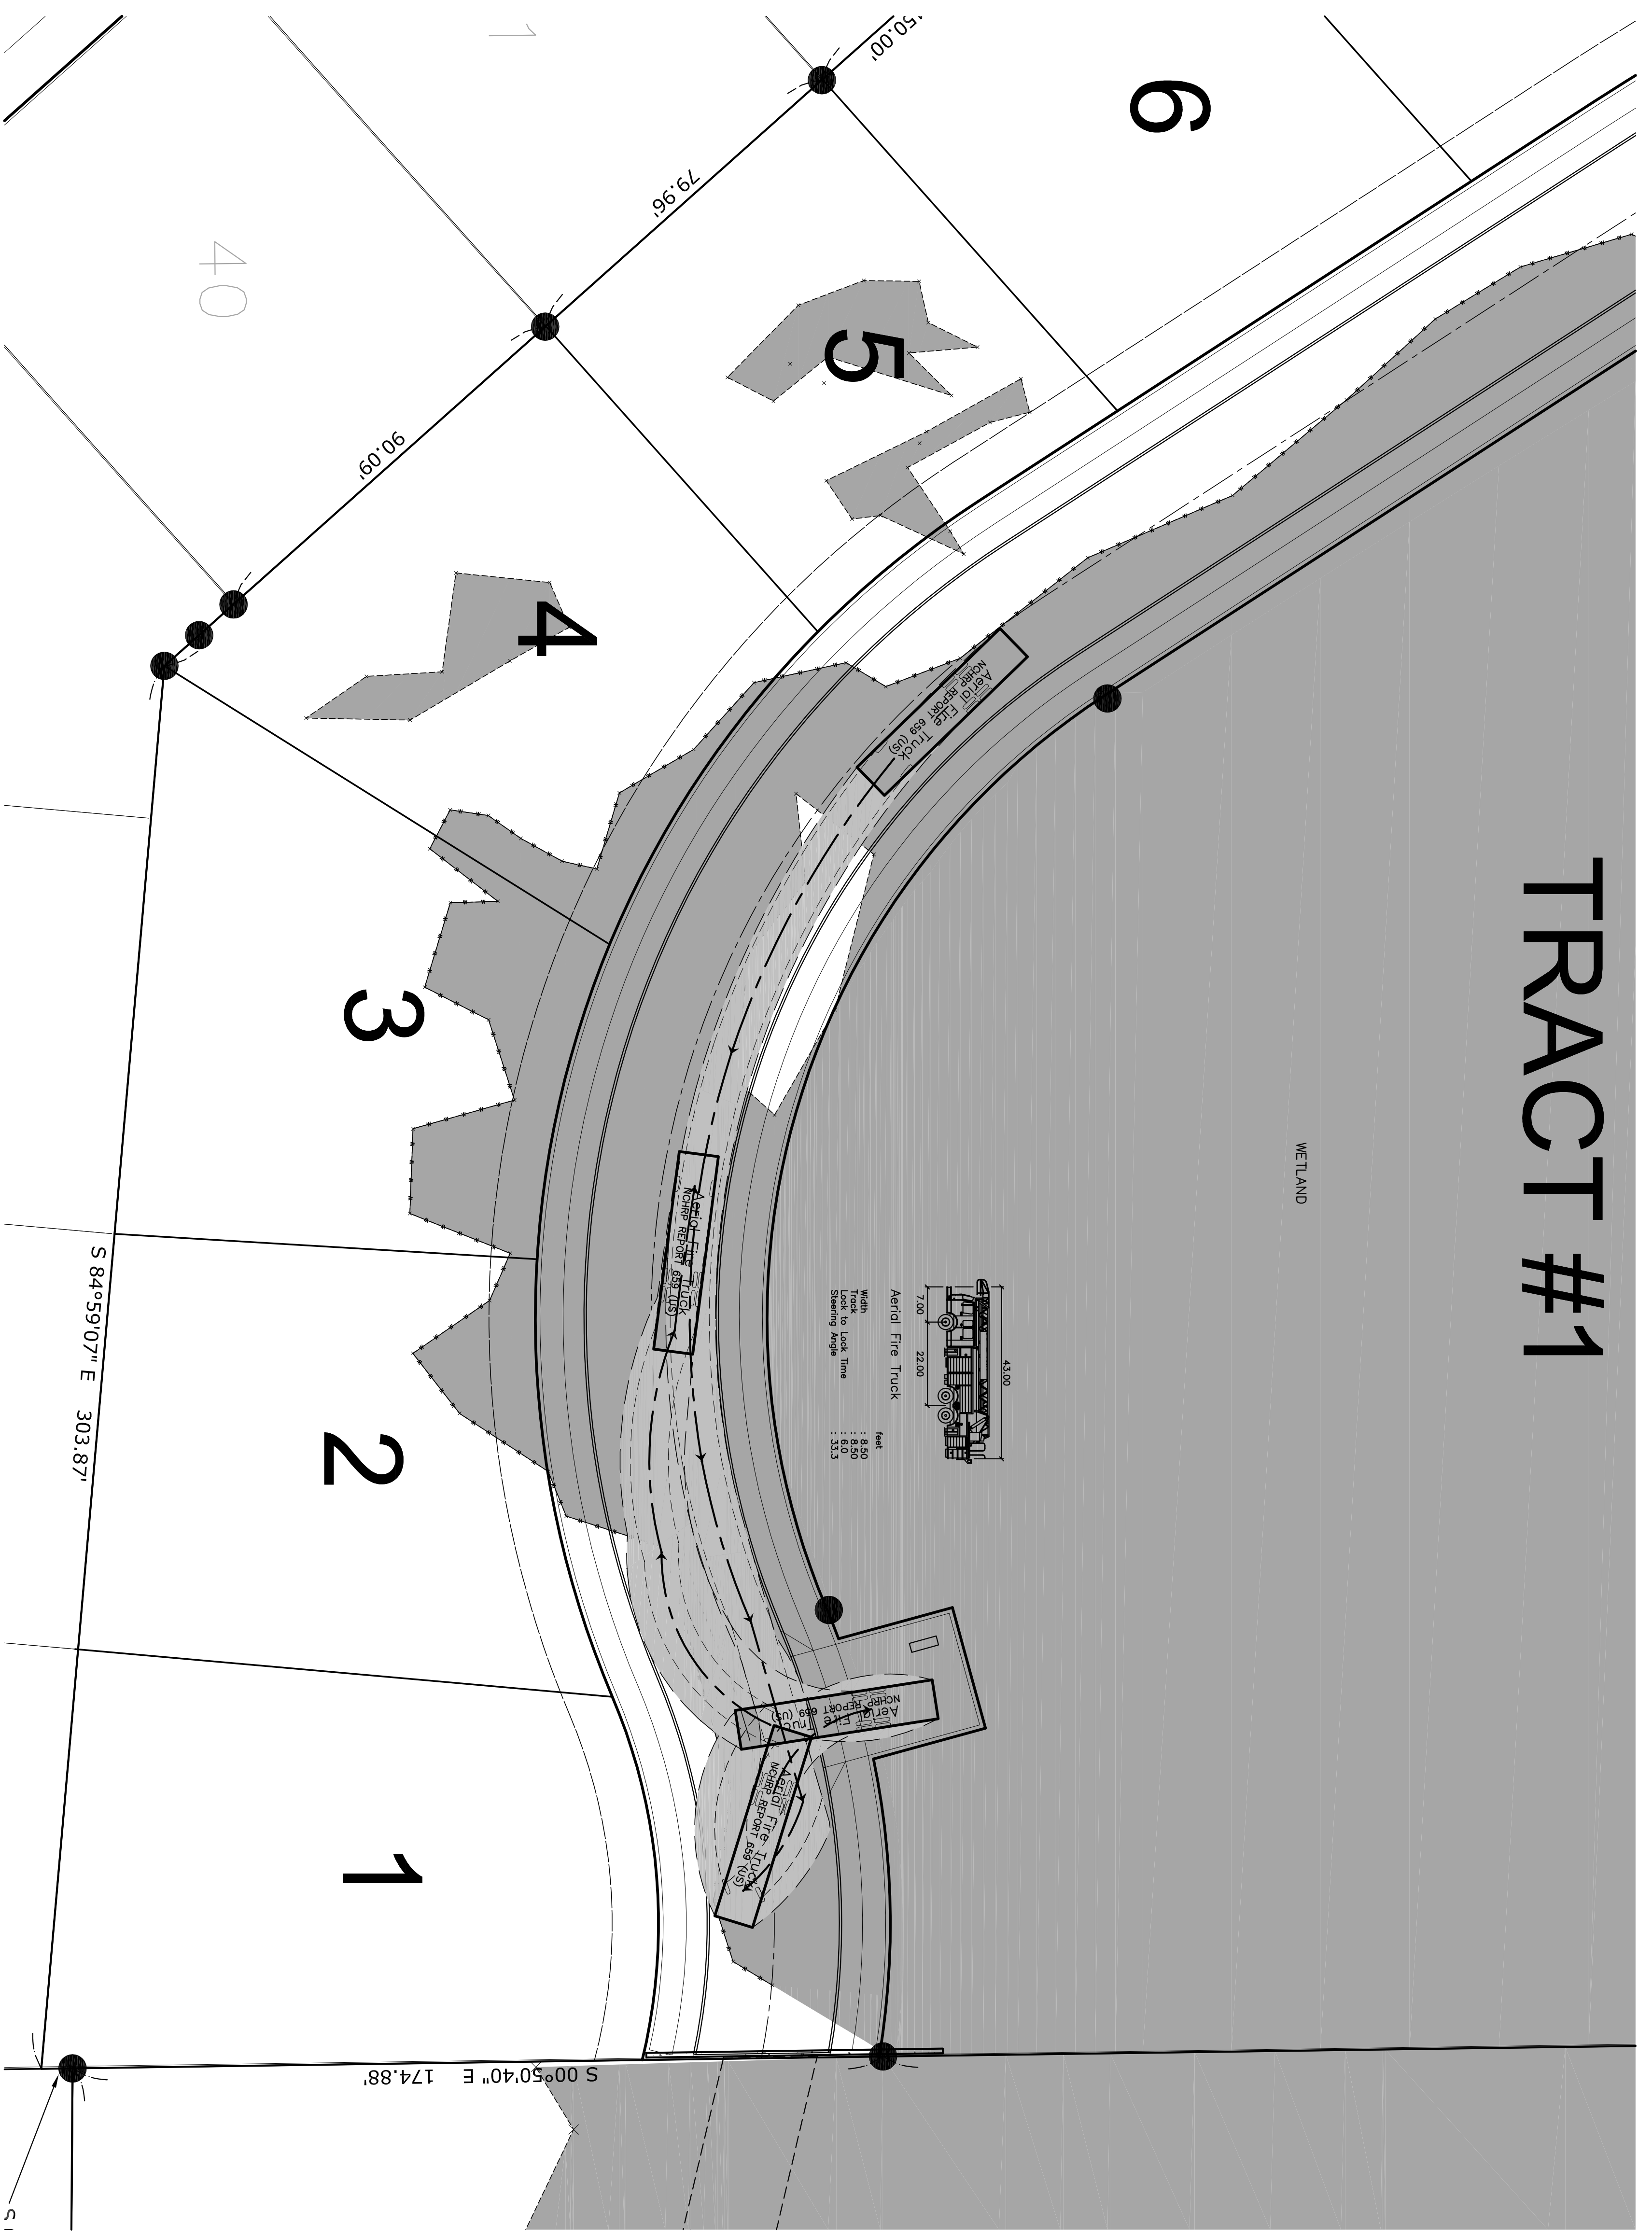 TRACT #1
WETLAND
43.00
7.00
22.00
Aerial Fire Truck
feet
Width : 8.50
Track : 8.50
Lock to Lock Time : 6.0
Steering Angle : 33.3
6
5
4
3
2
1
1
40
50.00'
79.96'
90.09'
S 84°59'07" E 303.87'
S 00°50'40" E 174.88'
Aerial Fire Truck
NCHRP REPORT 659 (US)
Aerial Fire Truck
NCHRP REPORT 659 (US)
Aerial Fire Truck
NCHRP REPORT 659 (US)
Aerial Fire Truck
NCHRP REPORT 659 (US)